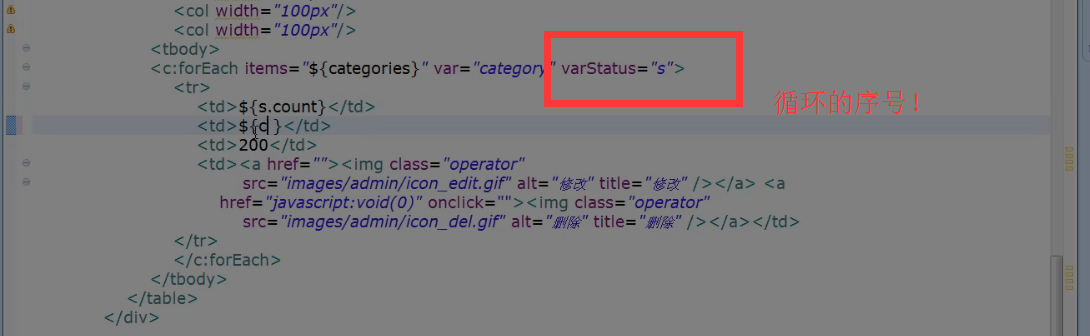 <col width="100px"/>
<col width="100px"/>
<tbody>
<c:forEach items="${categories}" var="category" varStatus="s">
循环的序号！
<tr>
<td>${s.count}</td>
<td>${c }</td>
<td>200</td>
<td><a href=""><img class="operator"
src="images/admin/icon_edit.gif" alt="修改" title="修改" /></a> <a
href="javascript:void(0)" onclick=""><img class="operator"
src="images/admin/icon_del.gif" alt="删除" title="删除" /></a></td>
</tr>
</c:forEach>
</tbody>
</table>
</div>